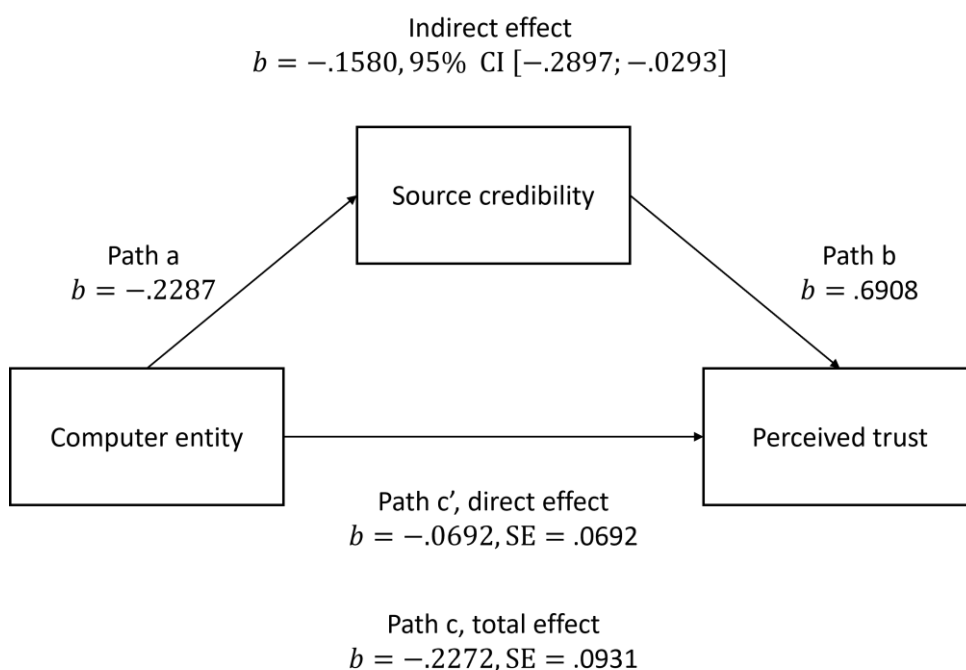 Indirect effect
b = −.1580, 95% CI [−.2897; −.0293]
Source credibility
Path a
b = −.2287
Path b
b = .6908
Computer entity
Perceived trust
Path c’, direct effect
b = −.0692, SE = .0692
Path c, total effect
b = −.2272, SE = .0931